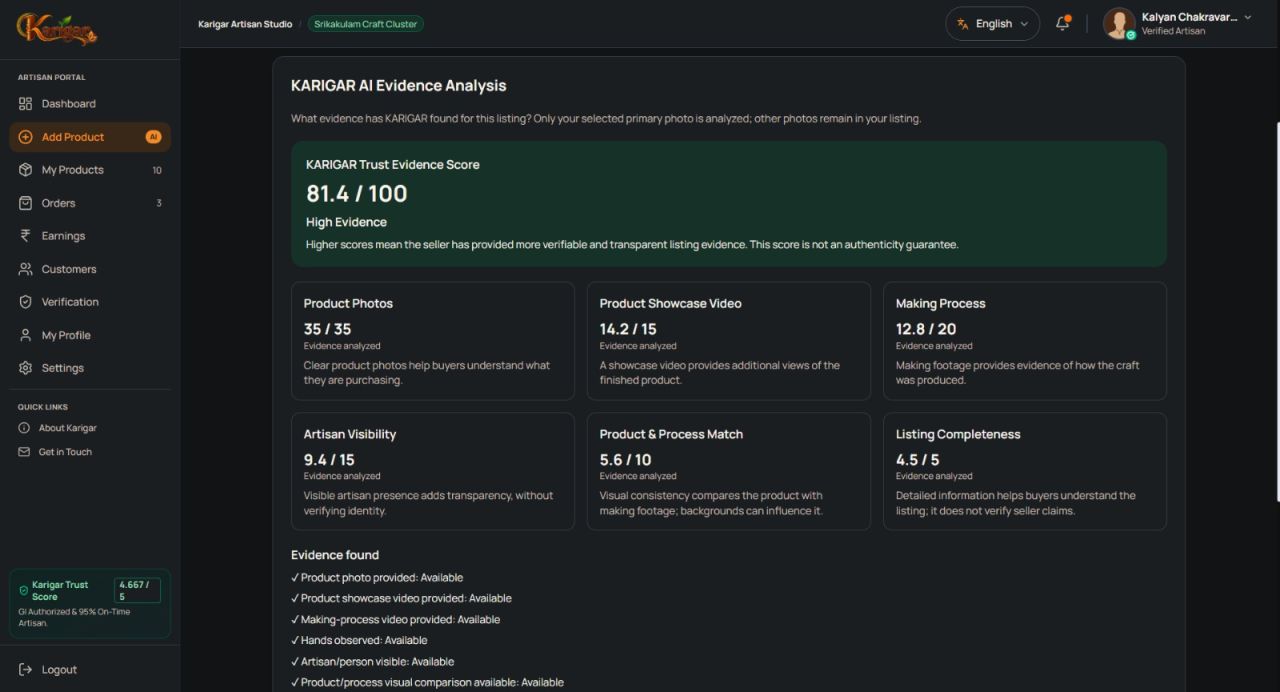 Karigar
Karigar Artisan Studio / Srikakulam Craft Cluster
English
Kalyan Chakravar...
Verified Artisan
ARTISAN PORTAL
Dashboard
Add Product AI
My Products 10
Orders 3
Earnings
Customers
Verification
My Profile
Settings
QUICK LINKS
About Karigar
Get in Touch
Karigar Trust Score 4.667 / 5
GI Authorized & 95% On-Time
Artisan.
Logout
KARIGAR AI Evidence Analysis
What evidence has KARIGAR found for this listing? Only your selected primary photo is analyzed; other photos remain in your listing.
KARIGAR Trust Evidence Score
81.4 / 100
High Evidence
Higher scores mean the seller has provided more verifiable and transparent listing evidence. This score is not an authenticity guarantee.
Product Photos
35 / 35
Evidence analyzed
Clear product photos help buyers understand what
they are purchasing.
Product Showcase Video
14.2 / 15
Evidence analyzed
A showcase video provides additional views of the
finished product.
Making Process
12.8 / 20
Evidence analyzed
Making footage provides evidence of how the craft
was produced.
Artisan Visibility
9.4 / 15
Evidence analyzed
Visible artisan presence adds transparency, without
verifying identity.
Product & Process Match
5.6 / 10
Evidence analyzed
Visual consistency compares the product with
making footage; backgrounds can influence it.
Listing Completeness
4.5 / 5
Evidence analyzed
Detailed information helps buyers understand the
listing; it does not verify seller claims.
Evidence found
✓ Product photo provided: Available
✓ Product showcase video provided: Available
✓ Making-process video provided: Available
✓ Hands observed: Available
✓ Artisan/person visible: Available
✓ Product/process visual comparison available: Available